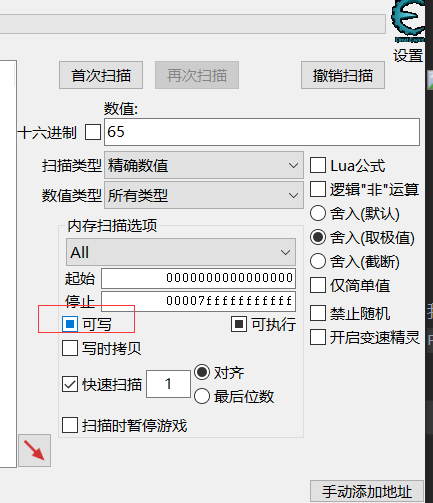 设置
首次扫描 再次扫描 撤销扫描
数值:
十六进制 65
扫描类型 精确数值 Lua公式
数值类型 所有类型 逻辑"非"运算
内存扫描选项 舍入(默认)
All 舍入(取极值)
起始 0000000000000000 舍入(截断)
停止 00007fffffffffff 仅简单值
可写 可执行 禁止随机
写时拷贝 开启变速精灵
快速扫描 1 对齐
最后位数
扫描时暂停游戏
手动添加地址